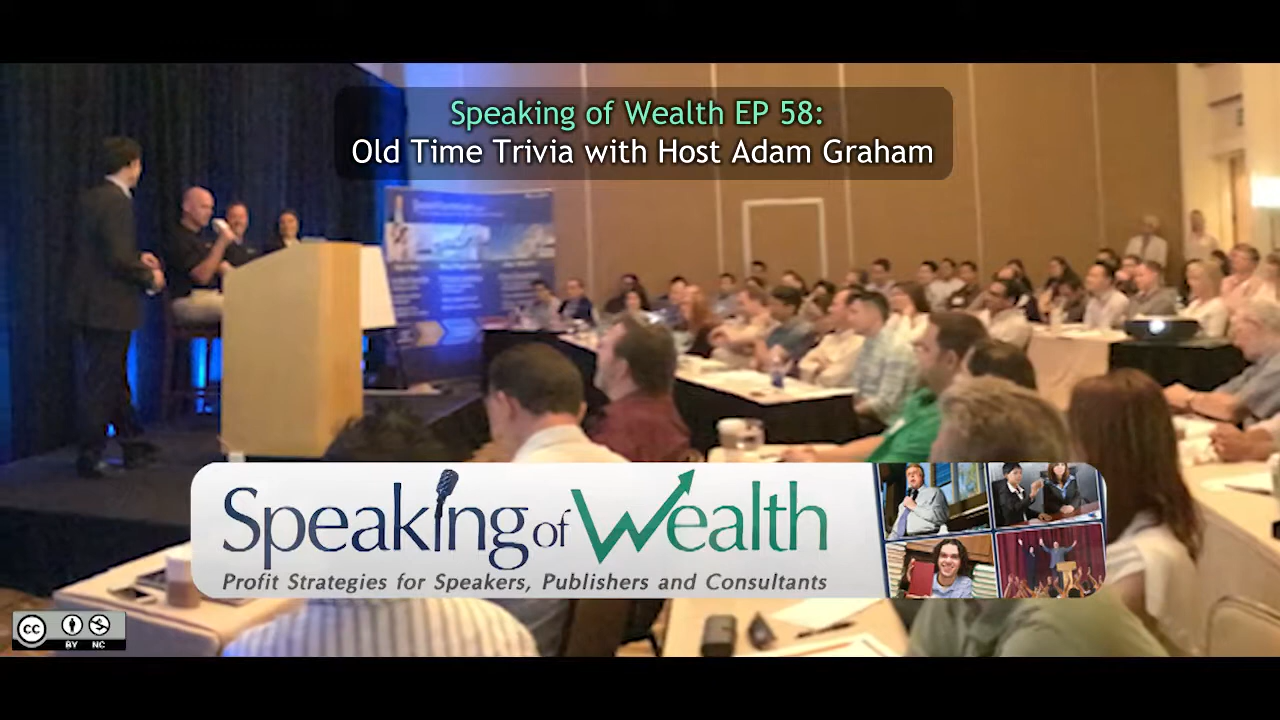 Speaking of Wealth EP 58:
Old Time Trivia with Host Adam Graham
Speaking of Wealth
Profit Strategies for Speakers, Publishers and Consultants
cc
BY NC